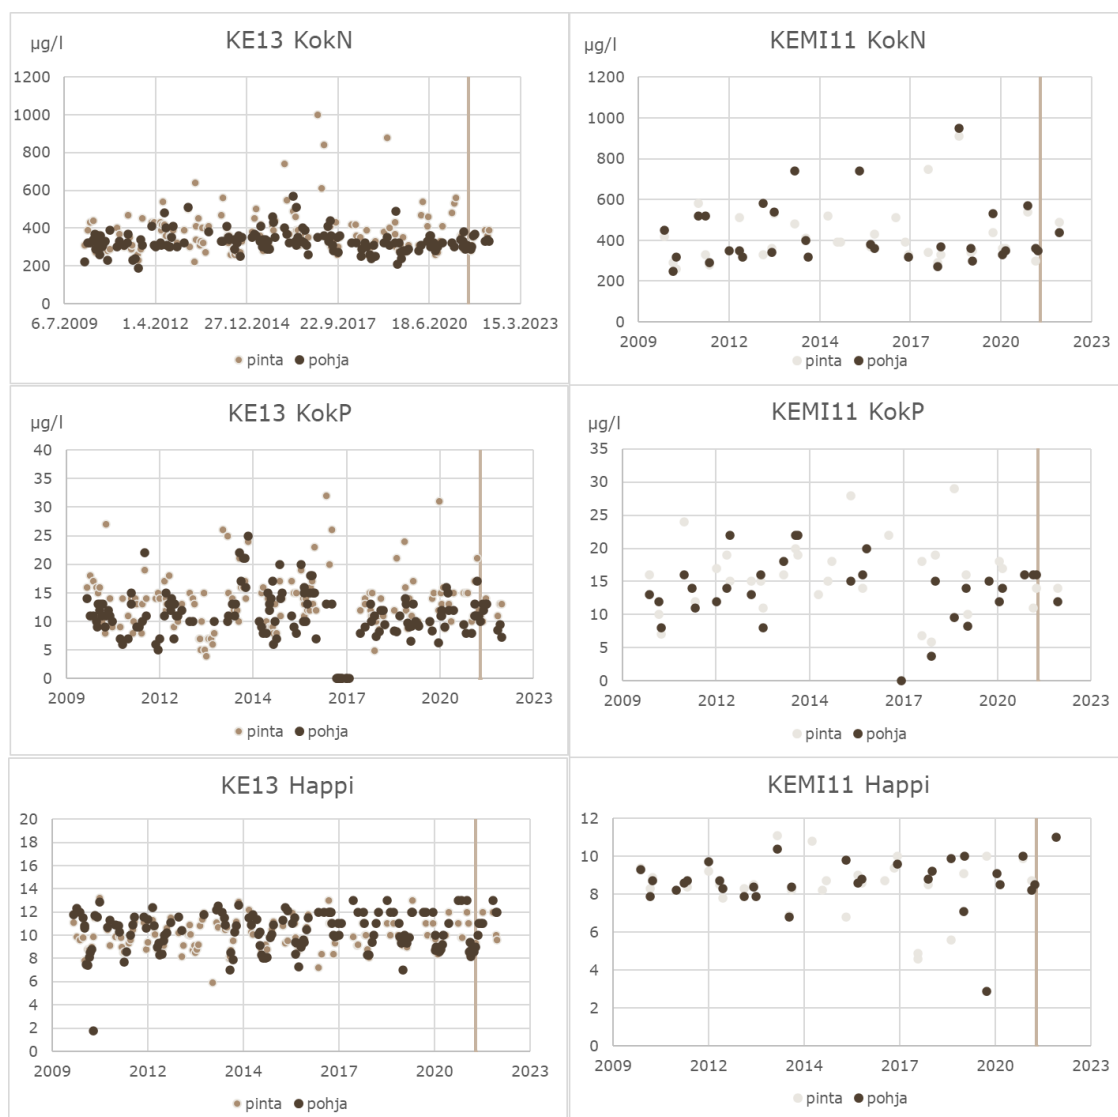 KE13 KokN
µg/l
1200
1000
800
600
400
200
0
6.7.2009 1.4.2012 27.12.2014 22.9.2017 18.6.2020 15.3.2023
pinta pohja
KEMI11 KokN
µg/l
1200
1000
800
600
400
200
0
2009 2012 2014 2017 2020 2023
pinta pohja
KE13 KokP
µg/l
40
35
30
25
20
15
10
5
0
2009 2012 2014 2017 2020 2023
pinta pohja
KEMI11 KokP
µg/l
35
30
25
20
15
10
5
0
2009 2012 2014 2017 2020 2023
pinta pohja
KE13 Happi
20
18
16
14
12
10
8
6
4
2
0
2009 2012 2014 2017 2020 2023
pinta pohja
KEMI11 Happi
12
10
8
6
4
2
0
2009 2012 2014 2017 2020 2023
pinta pohja